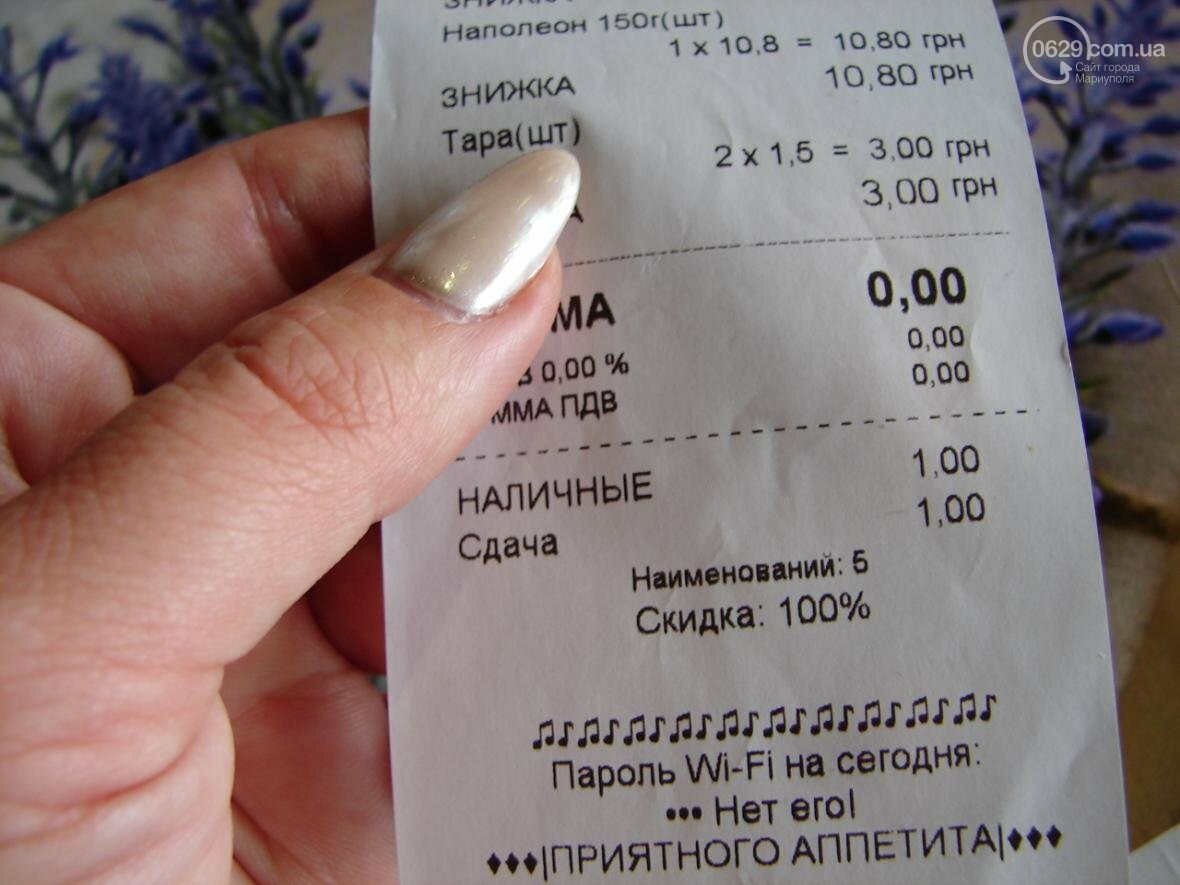 Наполеон 150г(шт)
1 х 10,8 = 10,80 грн
ЗНИЖКА 10,80 грн
Тара(шт)
2 х 1,5 = 3,00 грн
3,00 грн
МА 0,00
В 0,00 % 0,00
ММА ПДВ 0,00
НАЛИЧНЫЕ 1,00
Сдача 1,00
Наименований: 5
Скидка: 100%
Пароль Wi-Fi на сегодня:
••• Нет его!
♦♦♦|ПРИЯТНОГО АППЕТИТА|♦♦♦
0629.com.ua
Сайт города
Мариуполя